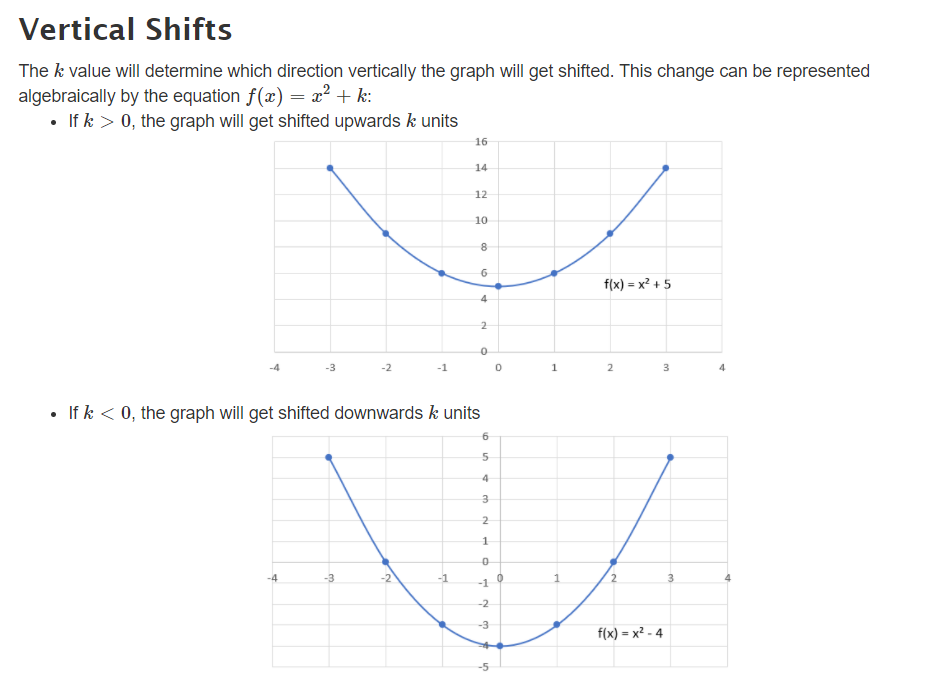 Vertical Shifts
The k value will determine which direction vertically the graph will get shifted. This change can be represented
algebraically by the equation f(x) = x² + k:
• If k > 0, the graph will get shifted upwards k units
16
14
12
10
8
6
f(x) = x² + 5
4
2
0
-4 -3 -2 -1 0 1 2 3 4
• If k < 0, the graph will get shifted downwards k units
6
5
4
3
2
1
0
-4 -3 -2 -1 0 1 2 3 4
-1
-2
-3
f(x) = x² - 4
-4
-5